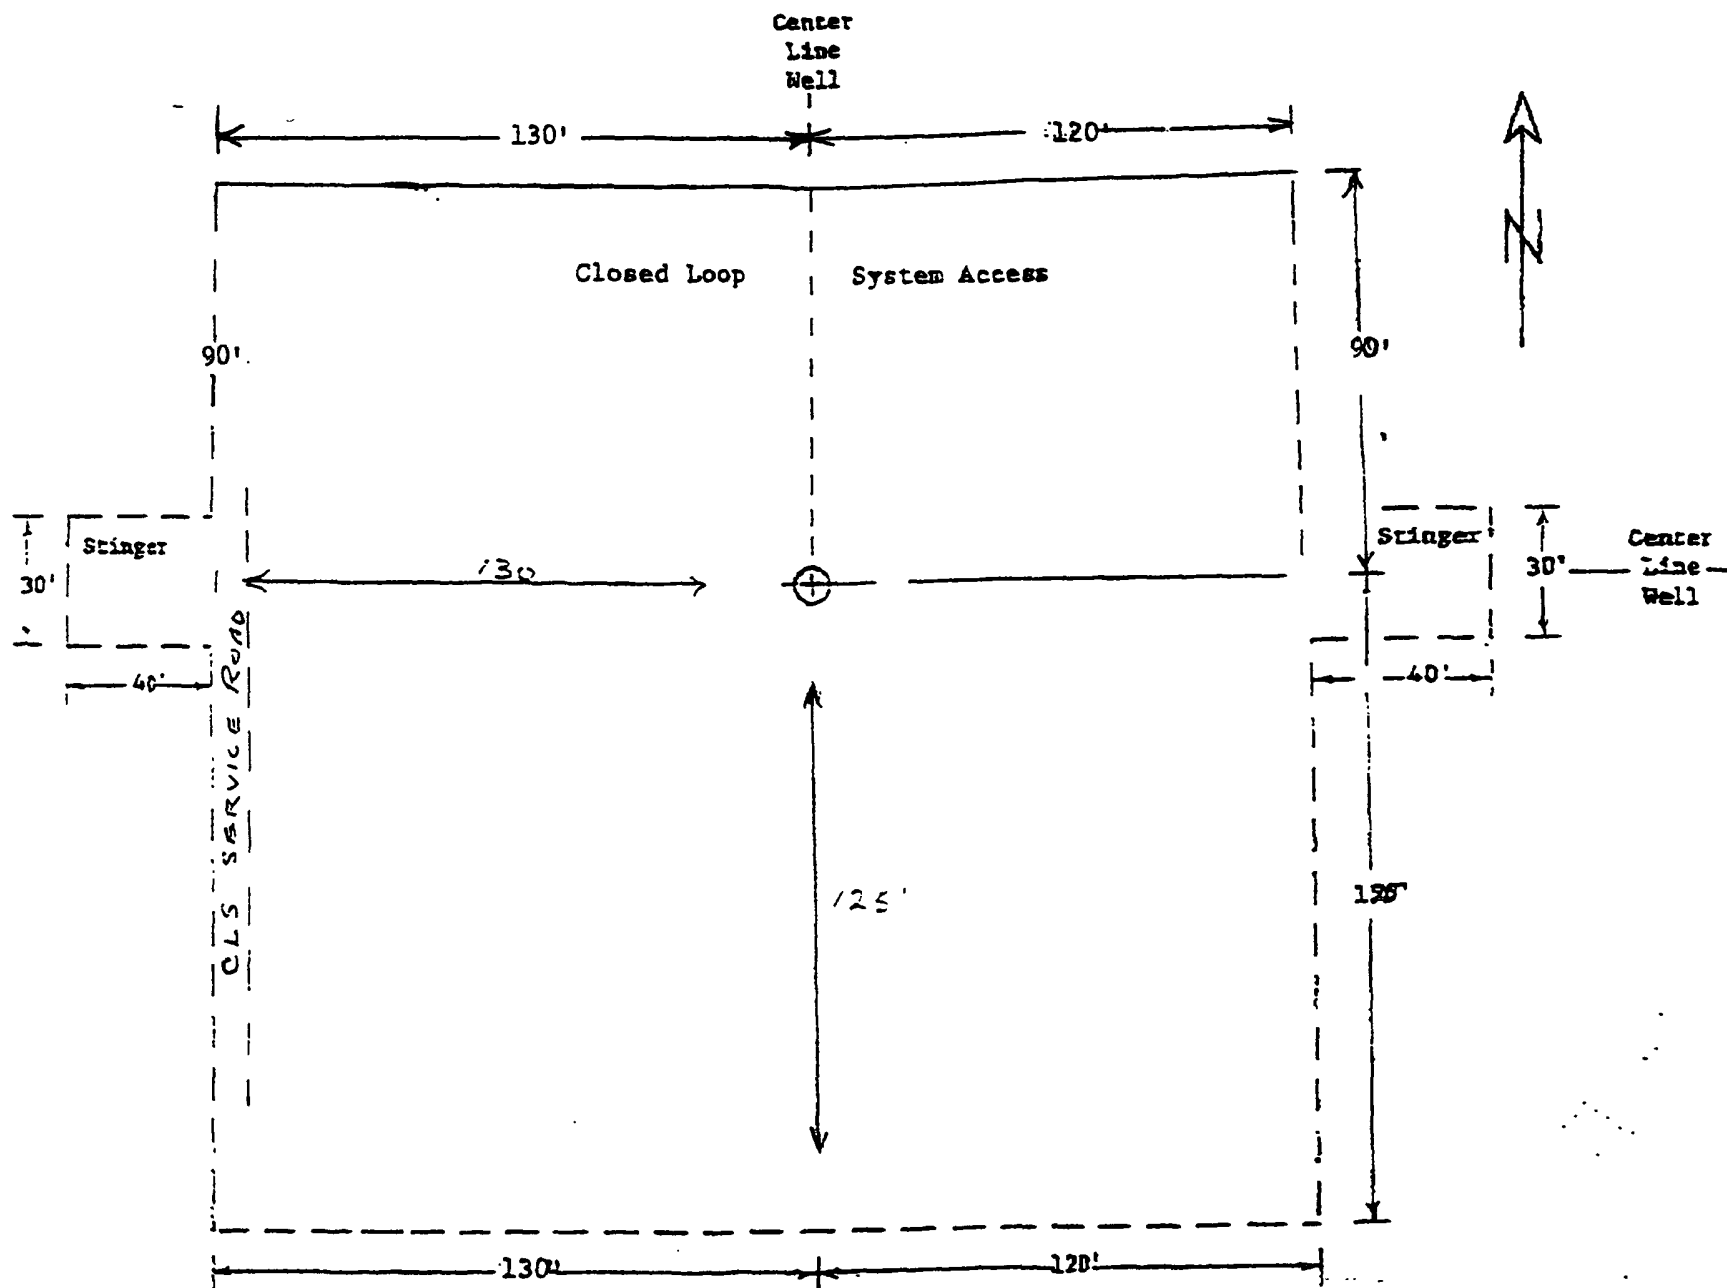 Center
Line
Well
130'
120'
N
Closed Loop
System Access
90'
90'
Stinger
Stinger
30'
130
30'
Center
Line
Well
40'
40'
CLS SERVICE ROAD
125'
130'
120'